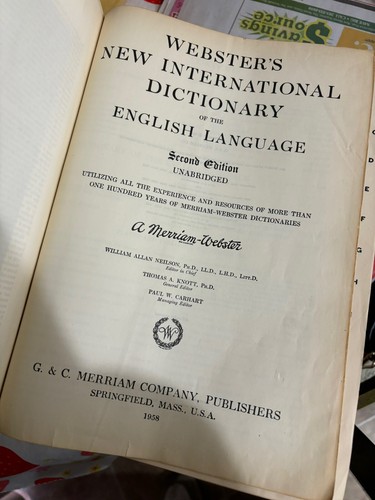 Savings
Source
WEBSTER'S
NEW INTERNATIONAL
DICTIONARY
OF THE
ENGLISH LANGUAGE
Second Edition
UNABRIDGED
UTILIZING ALL THE EXPERIENCE AND RESOURCES OF MORE THAN
ONE HUNDRED YEARS OF MERRIAM-WEBSTER DICTIONARIES
A Merriam-Webster
WILLIAM ALLAN NEILSON, PH.D., LL.D., L.H.D., LITT.D.
Editor in Chief
THOMAS A. KNOTT, PH.D.
General Editor
PAUL W. CARHART
Managing Editor
W
G. & C. MERRIAM COMPANY, PUBLISHERS
SPRINGFIELD, MASS., U.S.A.
1958
C
D
E
F
G
H